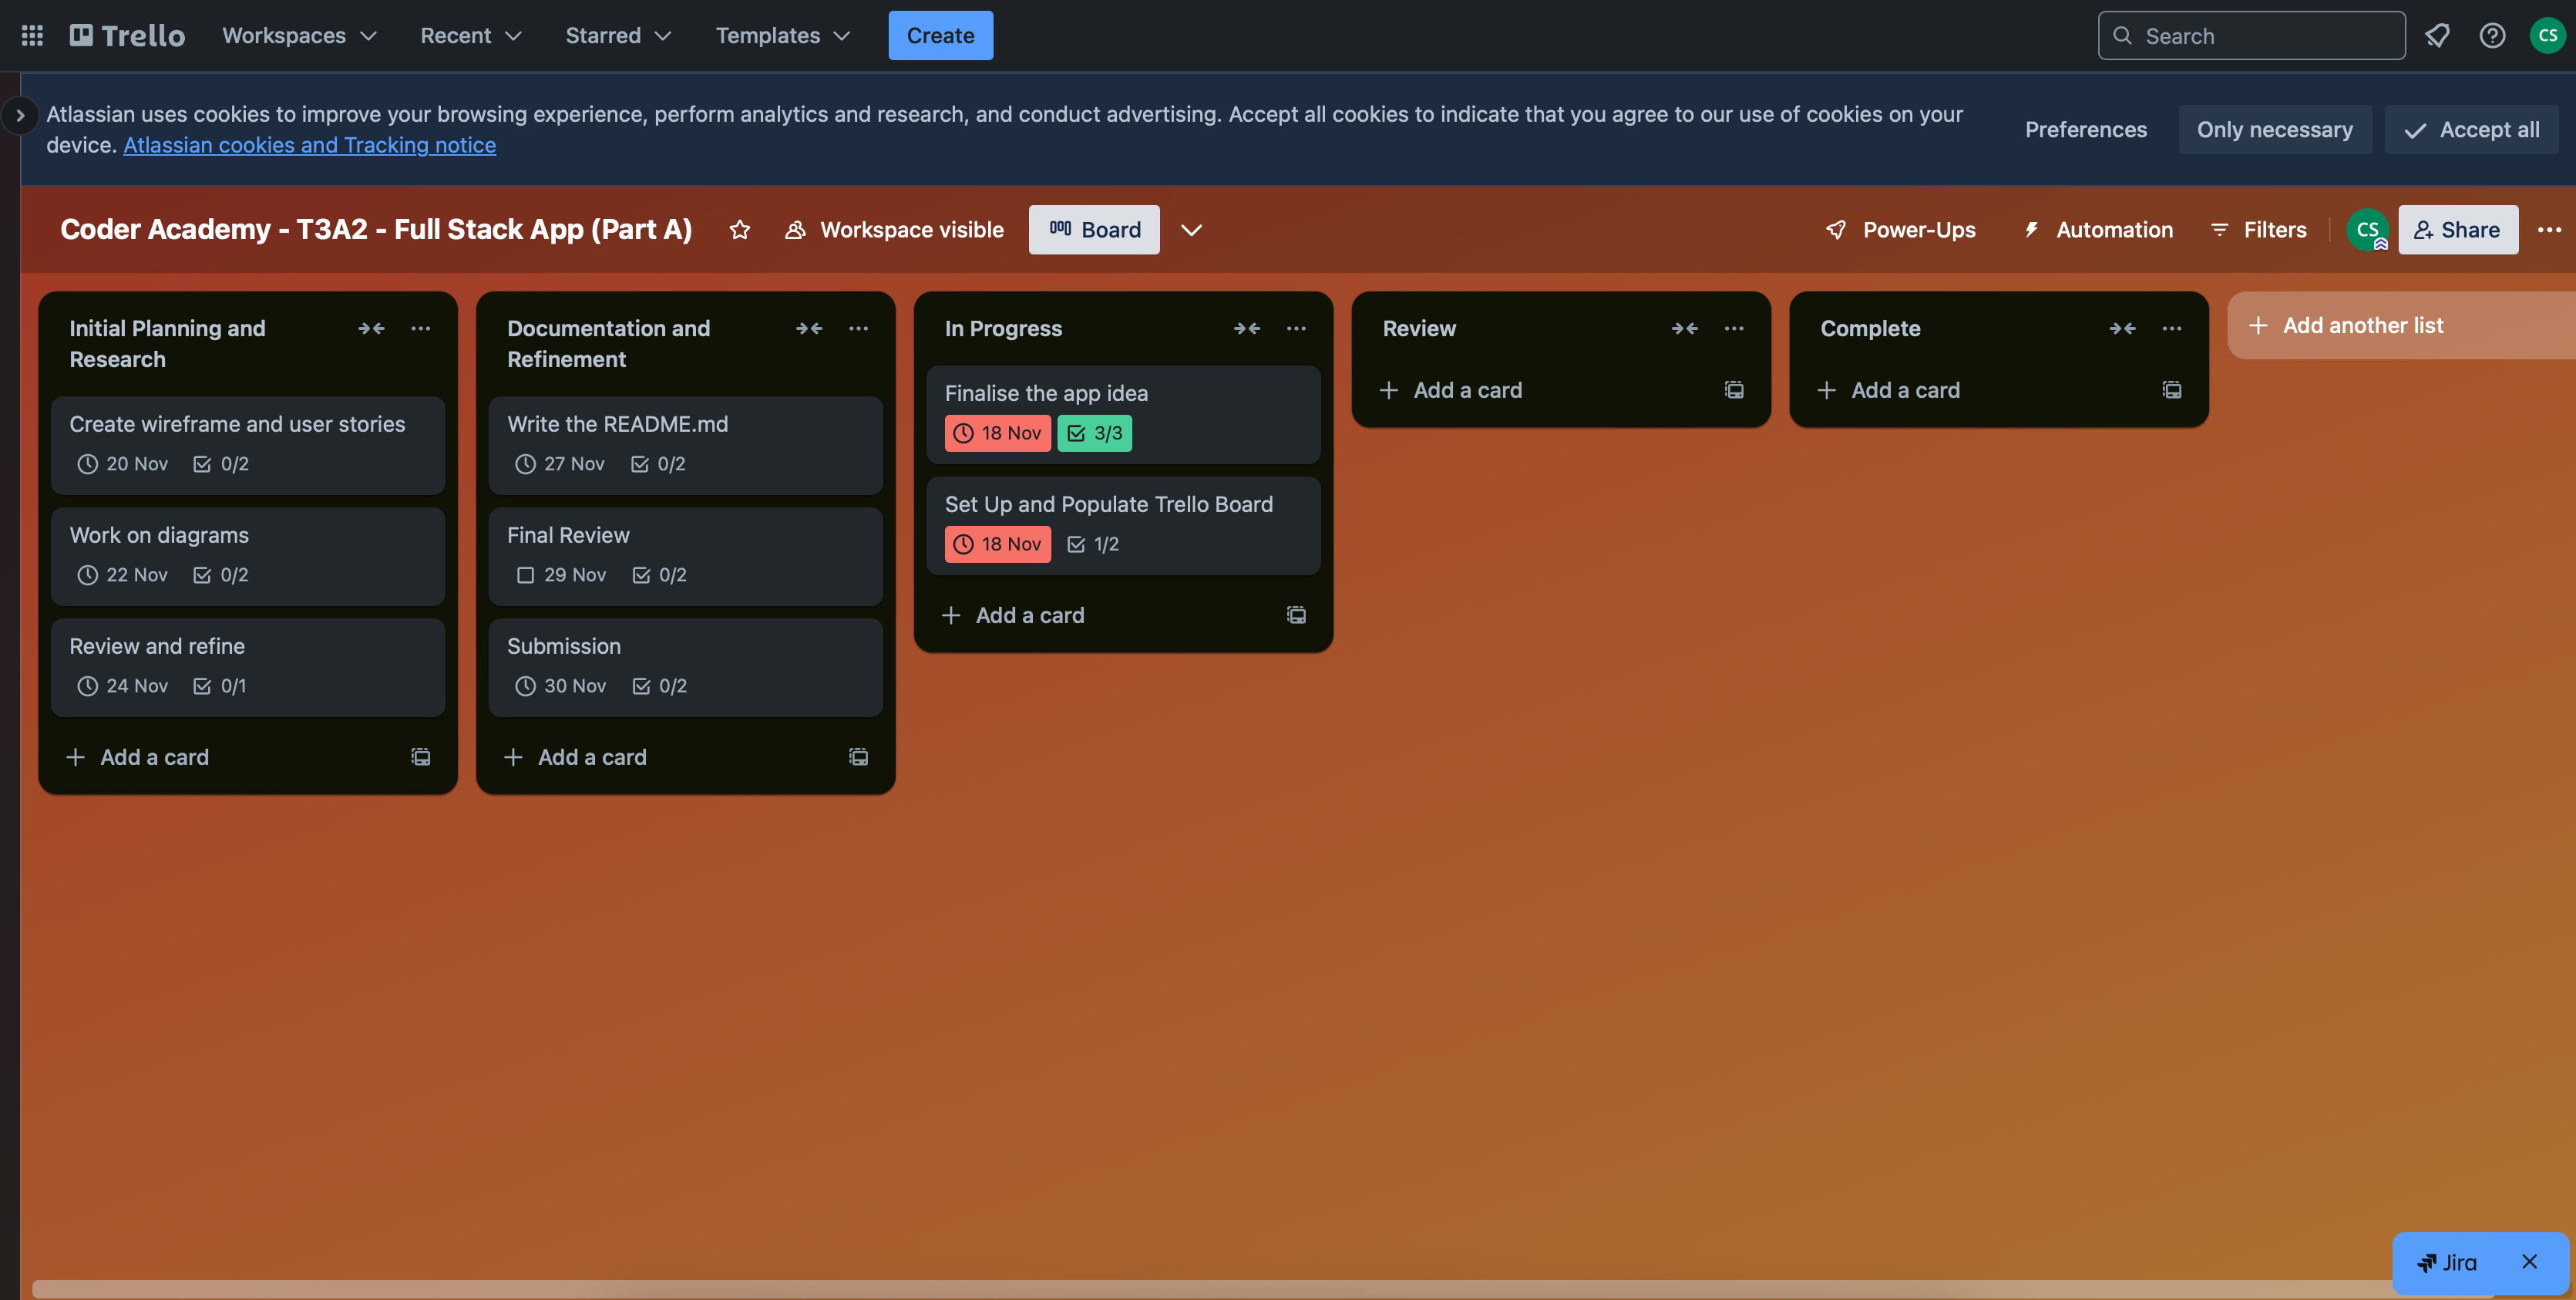 Trello
Workspaces
Recent
Starred
Templates
Create
Search
CS
Atlassian uses cookies to improve your browsing experience, perform analytics and research, and conduct advertising. Accept all cookies to indicate that you agree to our use of cookies on your
device. Atlassian cookies and Tracking notice
Preferences
Only necessary
Accept all
Coder Academy - T3A2 - Full Stack App (Part A)
Workspace visible
Board
Power-Ups
Automation
Filters
CS
Share
Initial Planning and
Research
Create wireframe and user stories
20 Nov 0/2
Work on diagrams
22 Nov 0/2
Review and refine
24 Nov 0/1
Add a card
Documentation and
Refinement
Write the README.md
27 Nov 0/2
Final Review
29 Nov 0/2
Submission
30 Nov 0/2
Add a card
In Progress
Finalise the app idea
18 Nov 3/3
Set Up and Populate Trello Board
18 Nov 1/2
Add a card
Review
Add a card
Complete
Add a card
Add another list
Jira